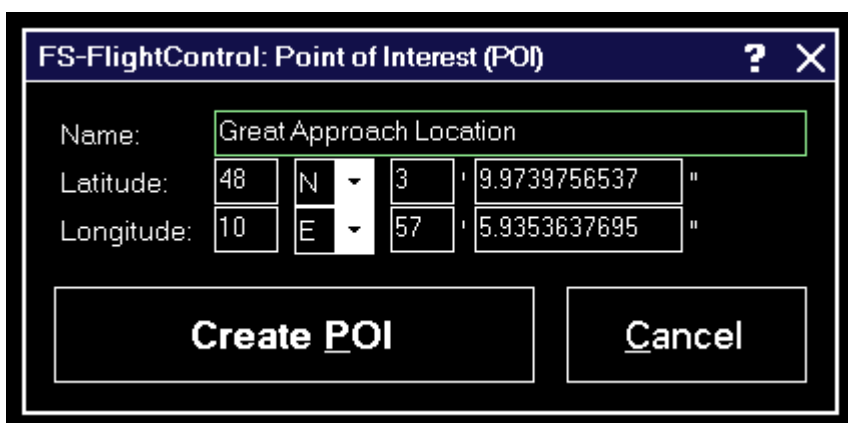 FS-FlightControl: Point of Interest (POI) ? X
Name: Great Approach Location
Latitude: 48 N 3 ' 9.9739756537 "
Longitude: 10 E 57 ' 5.9353637695 "
Create POI Cancel